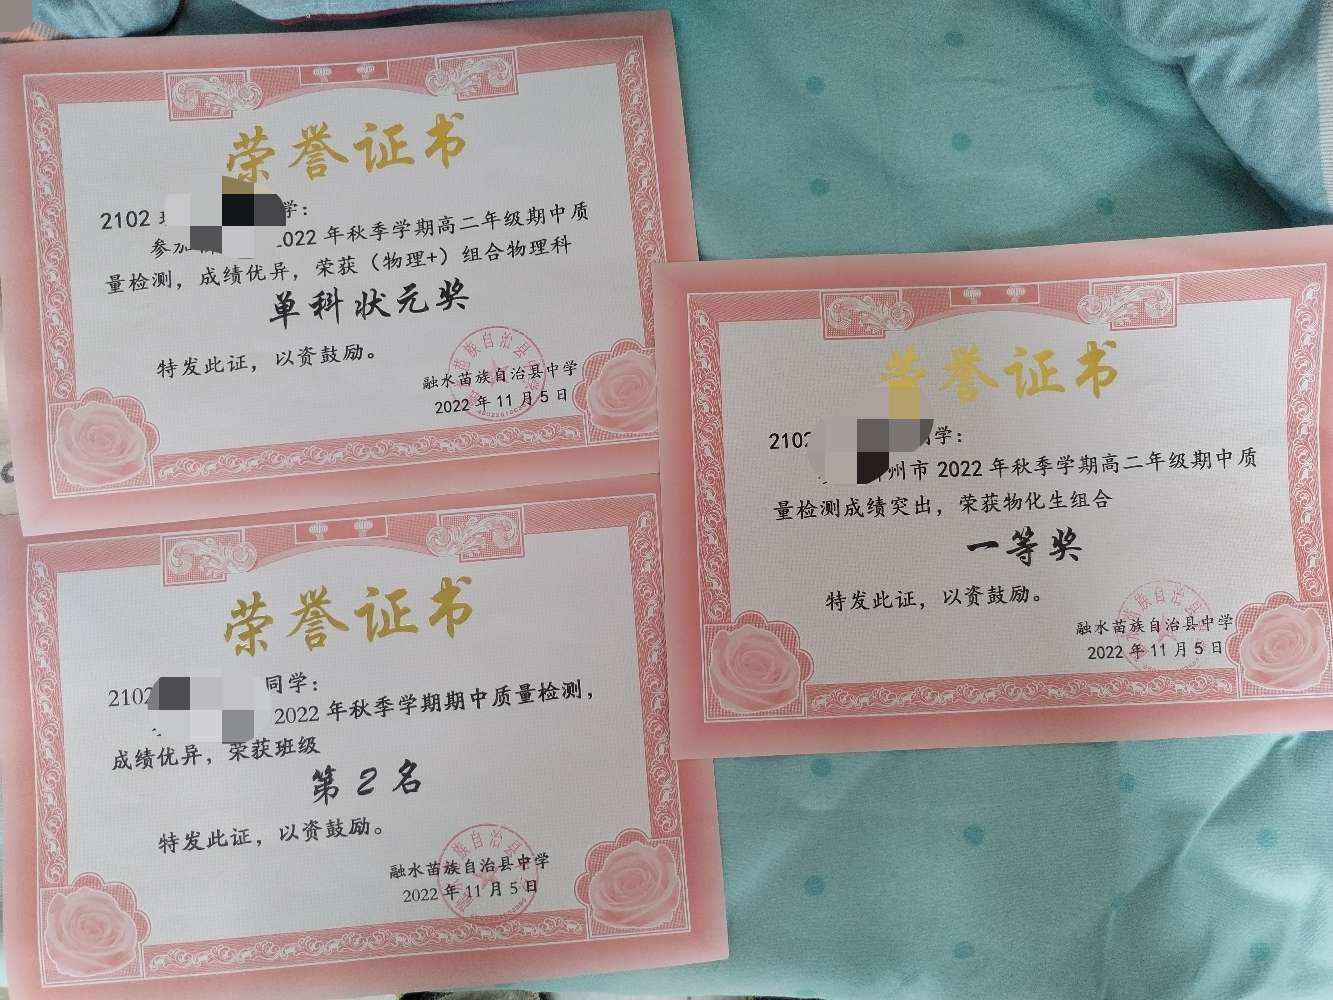 荣誉证书
2102 学：
参加 2022年秋季学期高二年级期中质
量检测，成绩优异，荣获（物理+）组合物理科
单科状元奖
特发此证，以资鼓励。
融水苗族自治县中学
2022年11月5日
荣誉证书
2102 同学：
2022年秋季学期期中质量检测，
成绩优异，荣获班级
第2名
特发此证，以资鼓励。
融水苗族自治县中学
2022年11月5日
荣誉证书
2102 同学：
州市2022年秋季学期高二年级期中质
量检测成绩突出，荣获物化生组合
一等奖
特发此证，以资鼓励。
融水苗族自治县中学
2022年11月5日